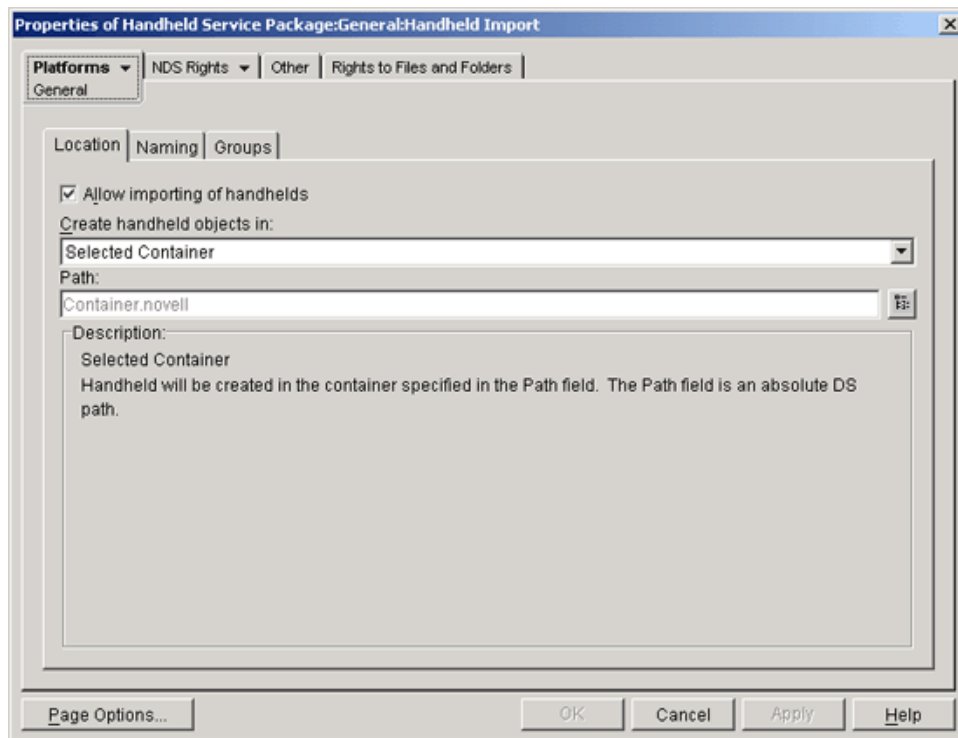 Properties of Handheld Service Package:General:Handheld Import
Platforms NDS Rights Other Rights to Files and Folders
General
Location Naming Groups
Allow importing of handhelds
Create handheld objects in:
Selected Container
Path:
Container.novell
Description:
Selected Container
Handheld will be created in the container specified in the Path field. The Path field is an absolute DS
path.
Page Options... OK Cancel Apply Help